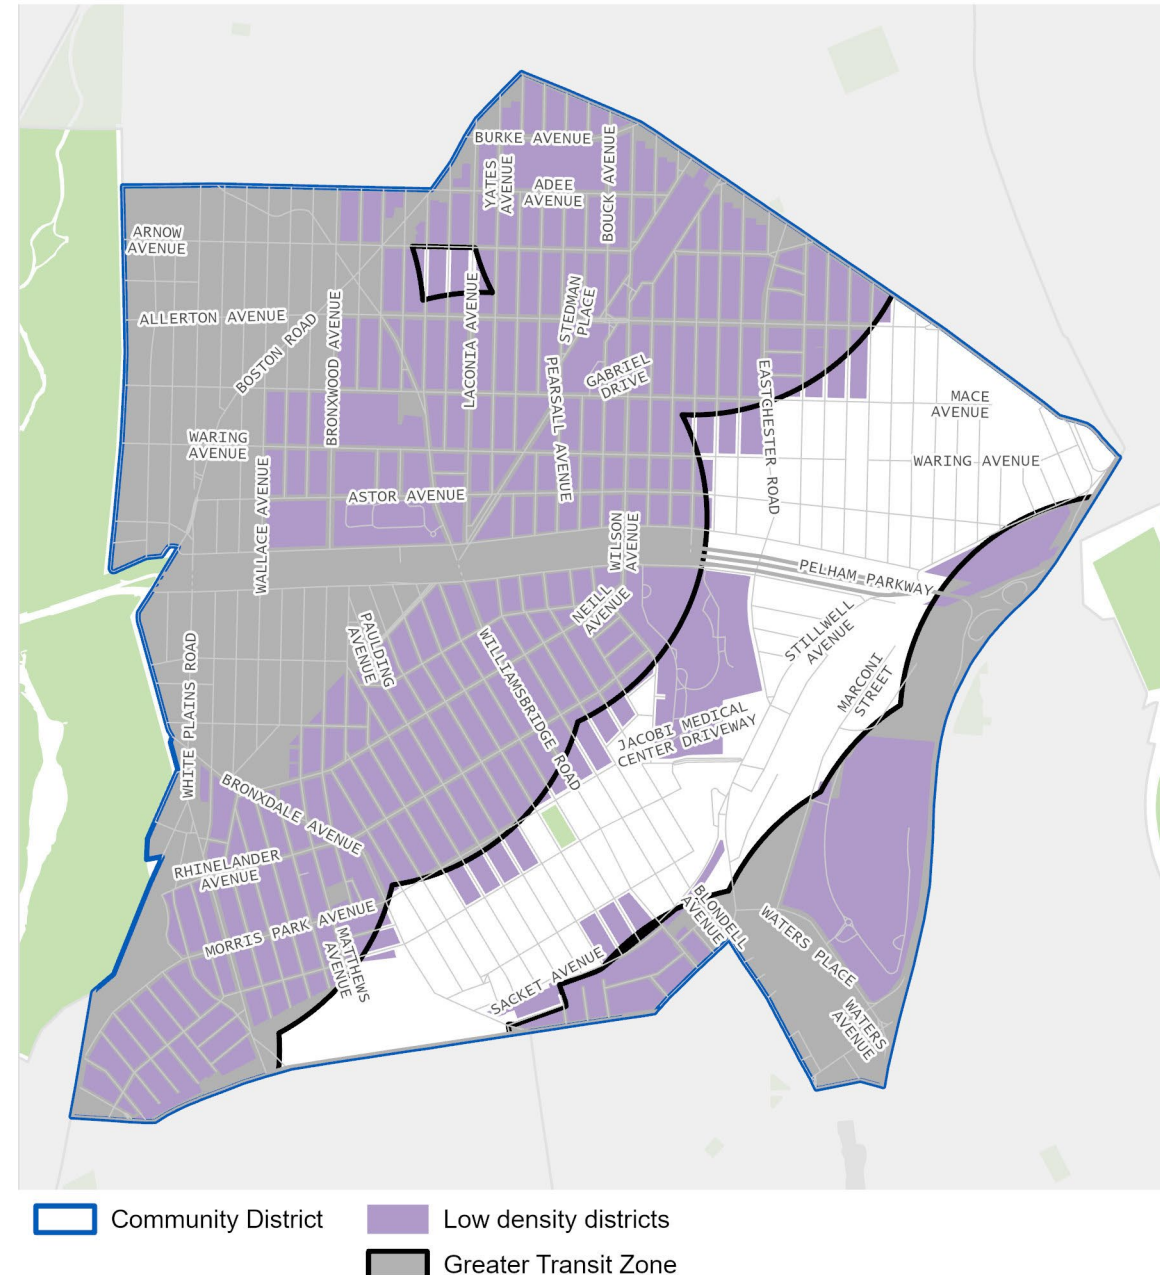 BURKE AVENUE
YATES
AVENUE
ADEE
AVENUE
BOUCK AVENUE
ARNOW
AVENUE
ALLERTON AVENUE
BOSTON ROAD
BRONXWOOD AVENUE
LACONIA AVENUE
STEDMAN
PLACE
GABRIEL
DRIVE
PEARSALL AVENUE
EASTCHESTER ROAD
MACE
AVENUE
WARING
AVENUE
WARING AVENUE
WALLACE AVENUE
ASTOR AVENUE
WILSON
AVENUE
PELHAM PARKWAY
NEILL
AVENUE
PAULDING
AVENUE
STILLWELL
AVENUE
WHITE PLAINS ROAD
WILLIAMSBRIDGE ROAD
MARCONI
STREET
JACOBI MEDICAL
CENTER DRIVEWAY
BRONXDALE AVENUE
RHINELANDER
AVENUE
MORRIS PARK AVENUE
MATTHEWS
AVENUE
BLONDELL
AVENUE
WATERS PLACE
SACKET AVENUE
WATERS
AVENUE
Community District
Low density districts
Greater Transit Zone